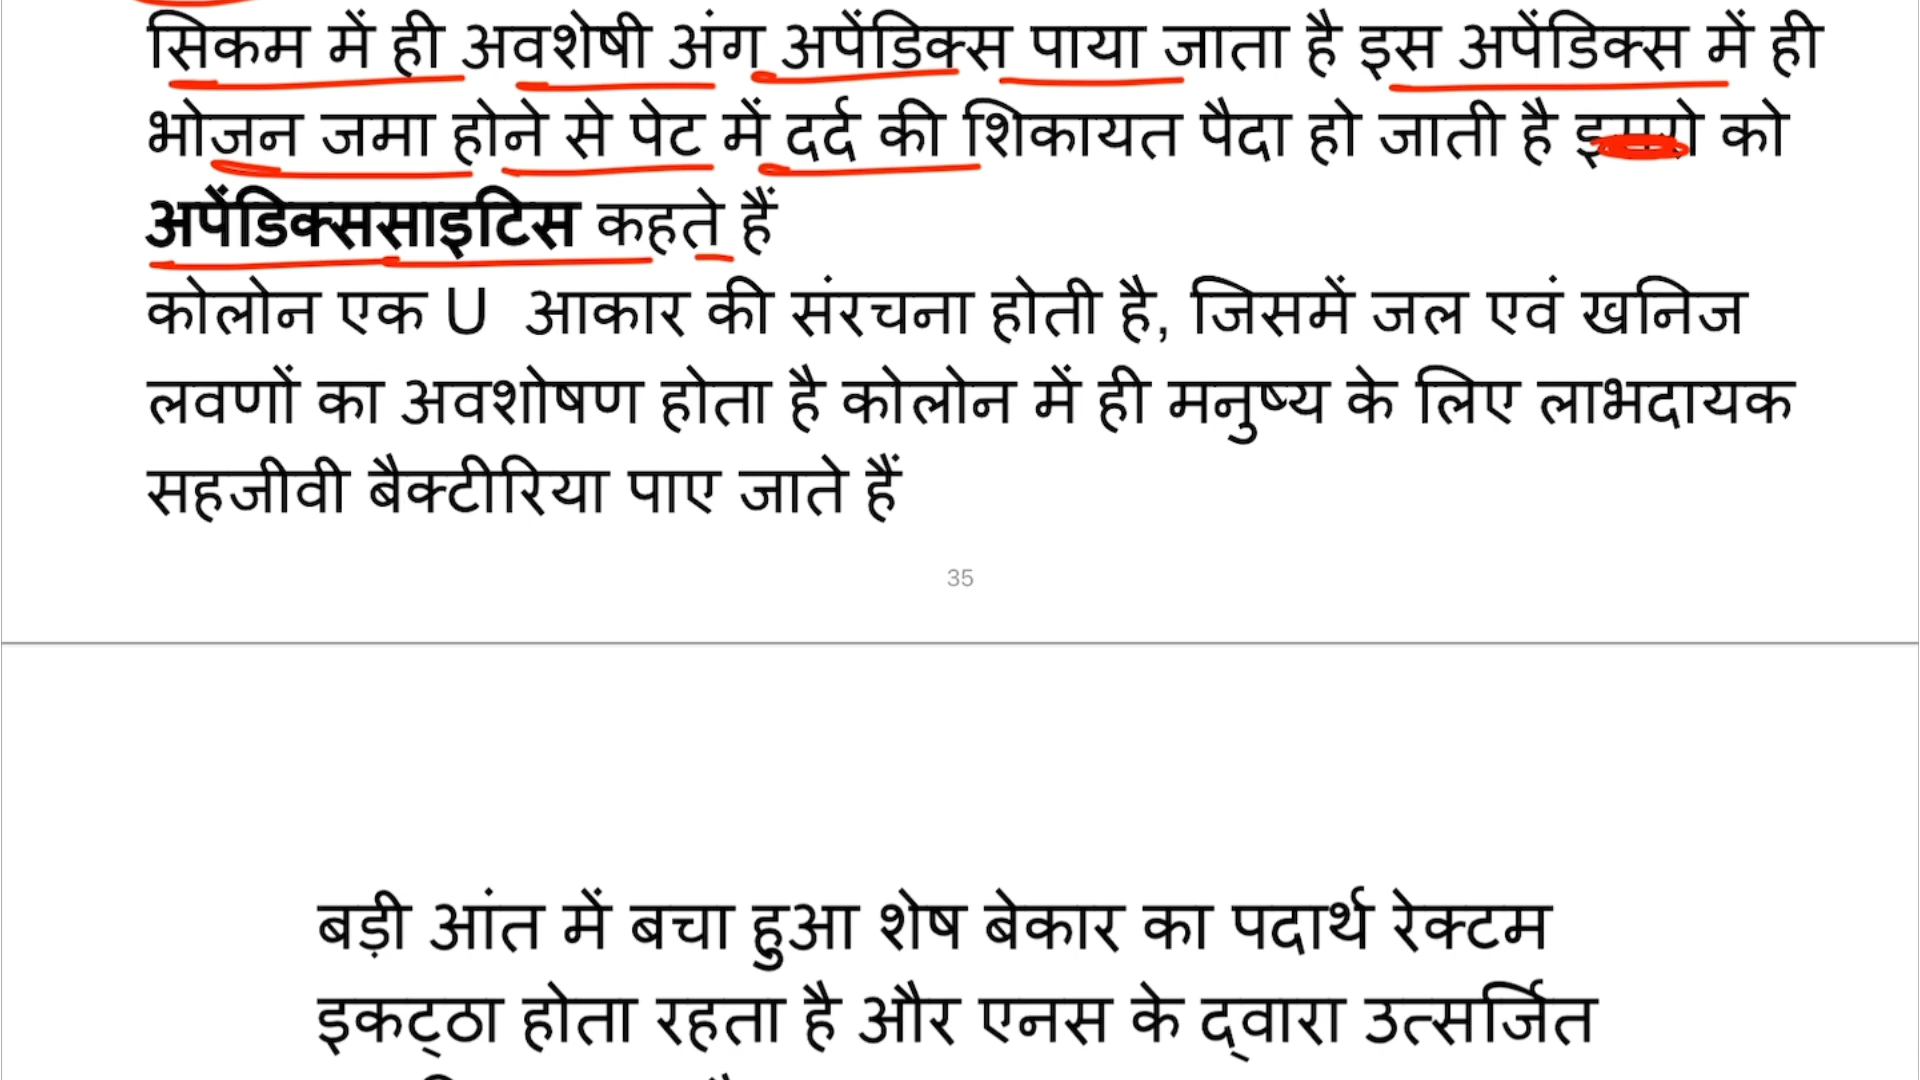 सिकम में ही अवशेषी अंग अपेंडिक्स पाया जाता है इस अपेंडिक्स में ही
भोजन जमा होने से पेट में दर्द की शिकायत पैदा हो जाती है को
अपेंडिक्ससाइटिस कहते हैं
कोलोन एक U आकार की संरचना होती है, जिसमें जल एवं खनिज
लवणों का अवशोषण होता है कोलोन में ही मनुष्य के लिए लाभदायक
सहजीवी बैक्टीरिया पाए जाते हैं
35
बड़ी आंत में बचा हुआ शेष बेकार का पदार्थ रेक्टम
इकट्ठा होता रहता है और एनस के द्वारा उत्सर्जित